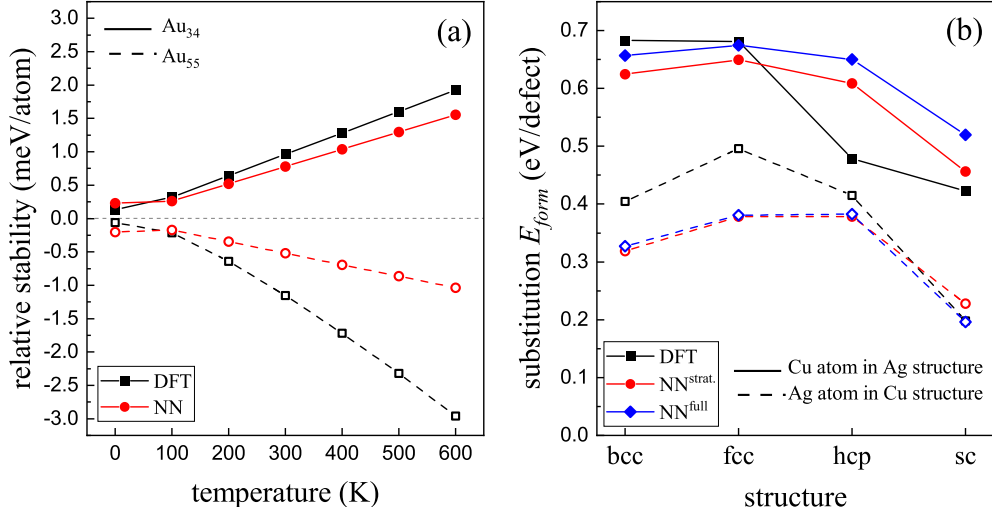 (a)
Au34
Au55
relative stability (meV/atom)
3.0
2.5
2.0
1.5
1.0
0.5
0.0
-0.5
-1.0
-1.5
-2.0
-2.5
-3.0
DFT
NN
0 100 200 300 400 500 600
temperature (K)
(b)
substitution Eform (eV/defect)
0.7
0.6
0.5
0.4
0.3
0.2
0.1
0.0
DFT
NNstrat.
NNfull
Cu atom in Ag structure
Ag atom in Cu structure
bcc fcc hcp sc
structure